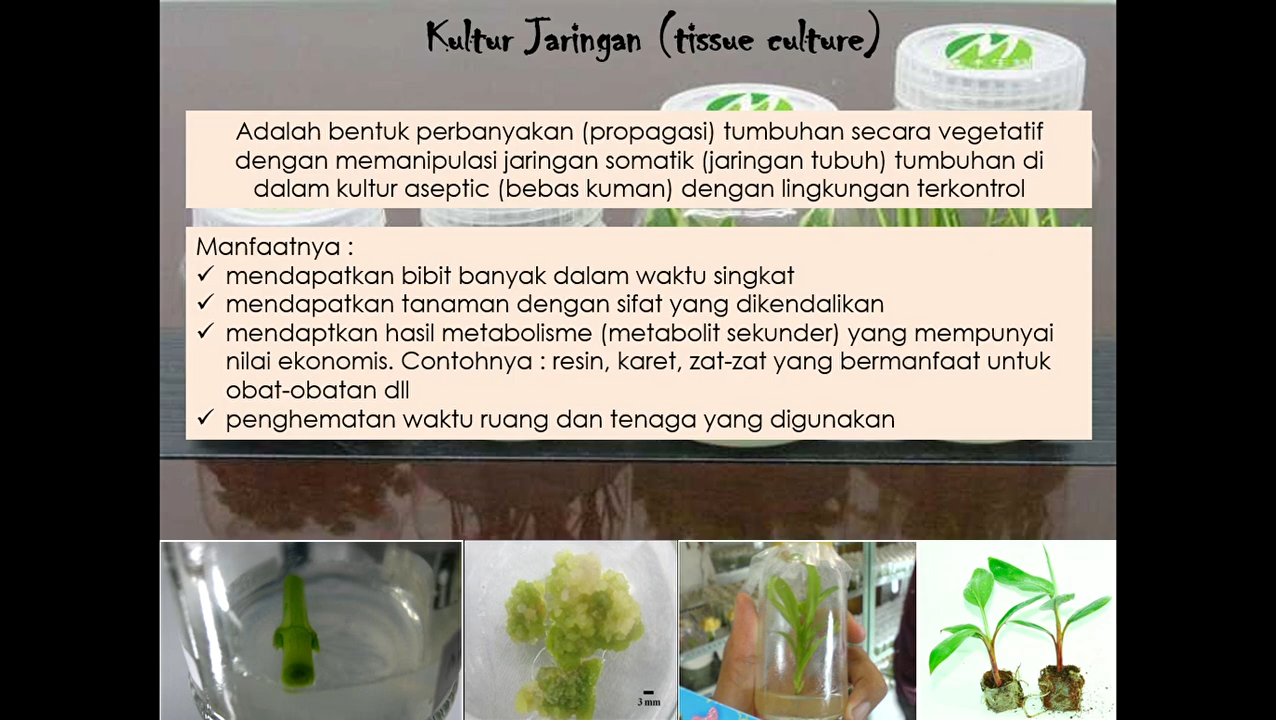 Kultur Jaringan (tissue culture)
Adalah bentuk perbanyakan (propagasi) tumbuhan secara vegetatif
dengan memanipulasi jaringan somatik (jaringan tubuh) tumbuhan di
dalam kultur aseptic (bebas kuman) dengan lingkungan terkontrol
Manfaatnya :
✓ mendapatkan bibit banyak dalam waktu singkat
✓ mendapatkan tanaman dengan sifat yang dikendalikan
✓ mendaptkan hasil metabolisme (metabolit sekunder) yang mempunyai
nilai ekonomis. Contohnya : resin, karet, zat-zat yang bermanfaat untuk
obat-obatan dll
✓ penghematan waktu ruang dan tenaga yang digunakan
3 mm